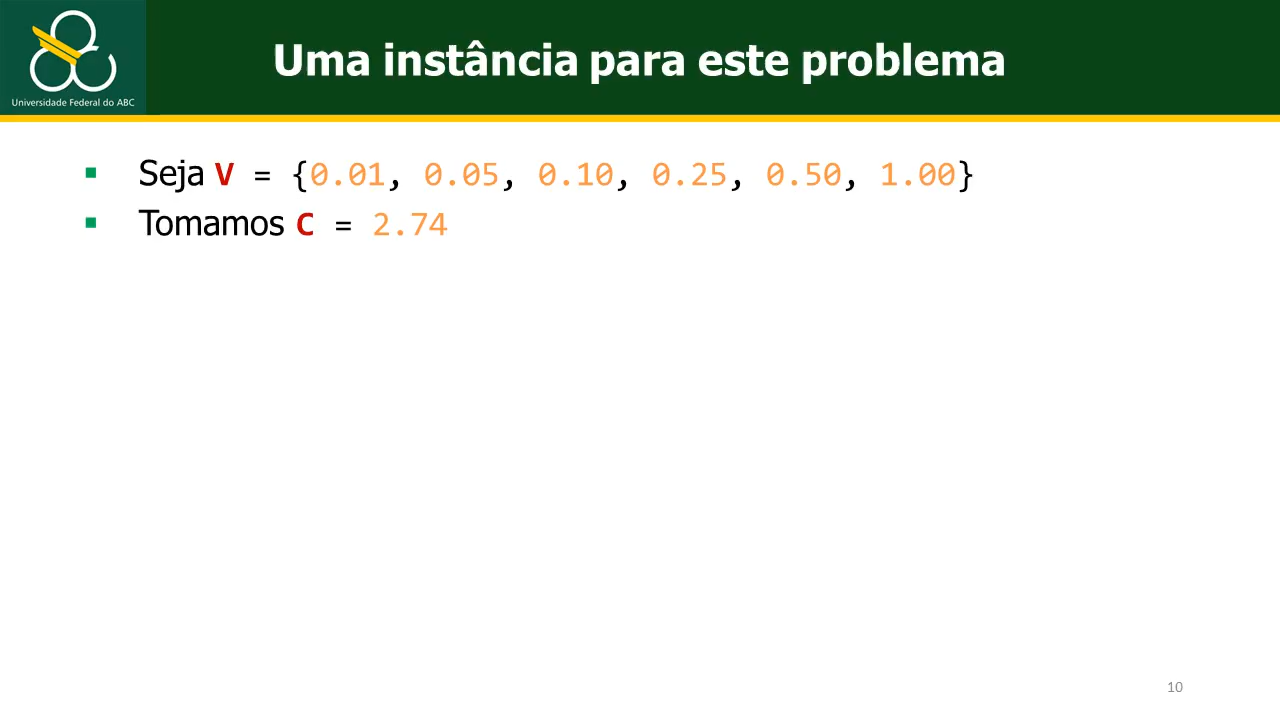 Universidade Federal do ABC
Uma instância para este problema
▪ Seja V = {0.01, 0.05, 0.10, 0.25, 0.50, 1.00}
▪ Tomamos C = 2.74
10